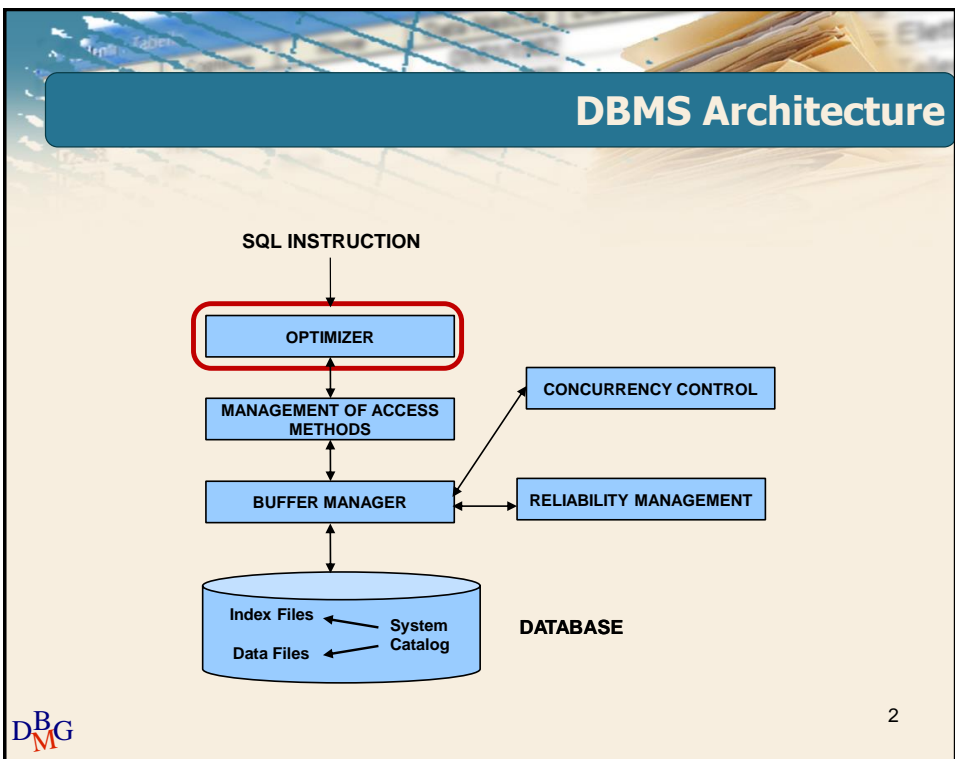 DBMS Architecture
SQL INSTRUCTION
OPTIMIZER
MANAGEMENT OF ACCESS
METHODS
BUFFER MANAGER
CONCURRENCY CONTROL
RELIABILITY MANAGEMENT
Index Files
Data Files
System
Catalog
DATABASE
DBMG
2